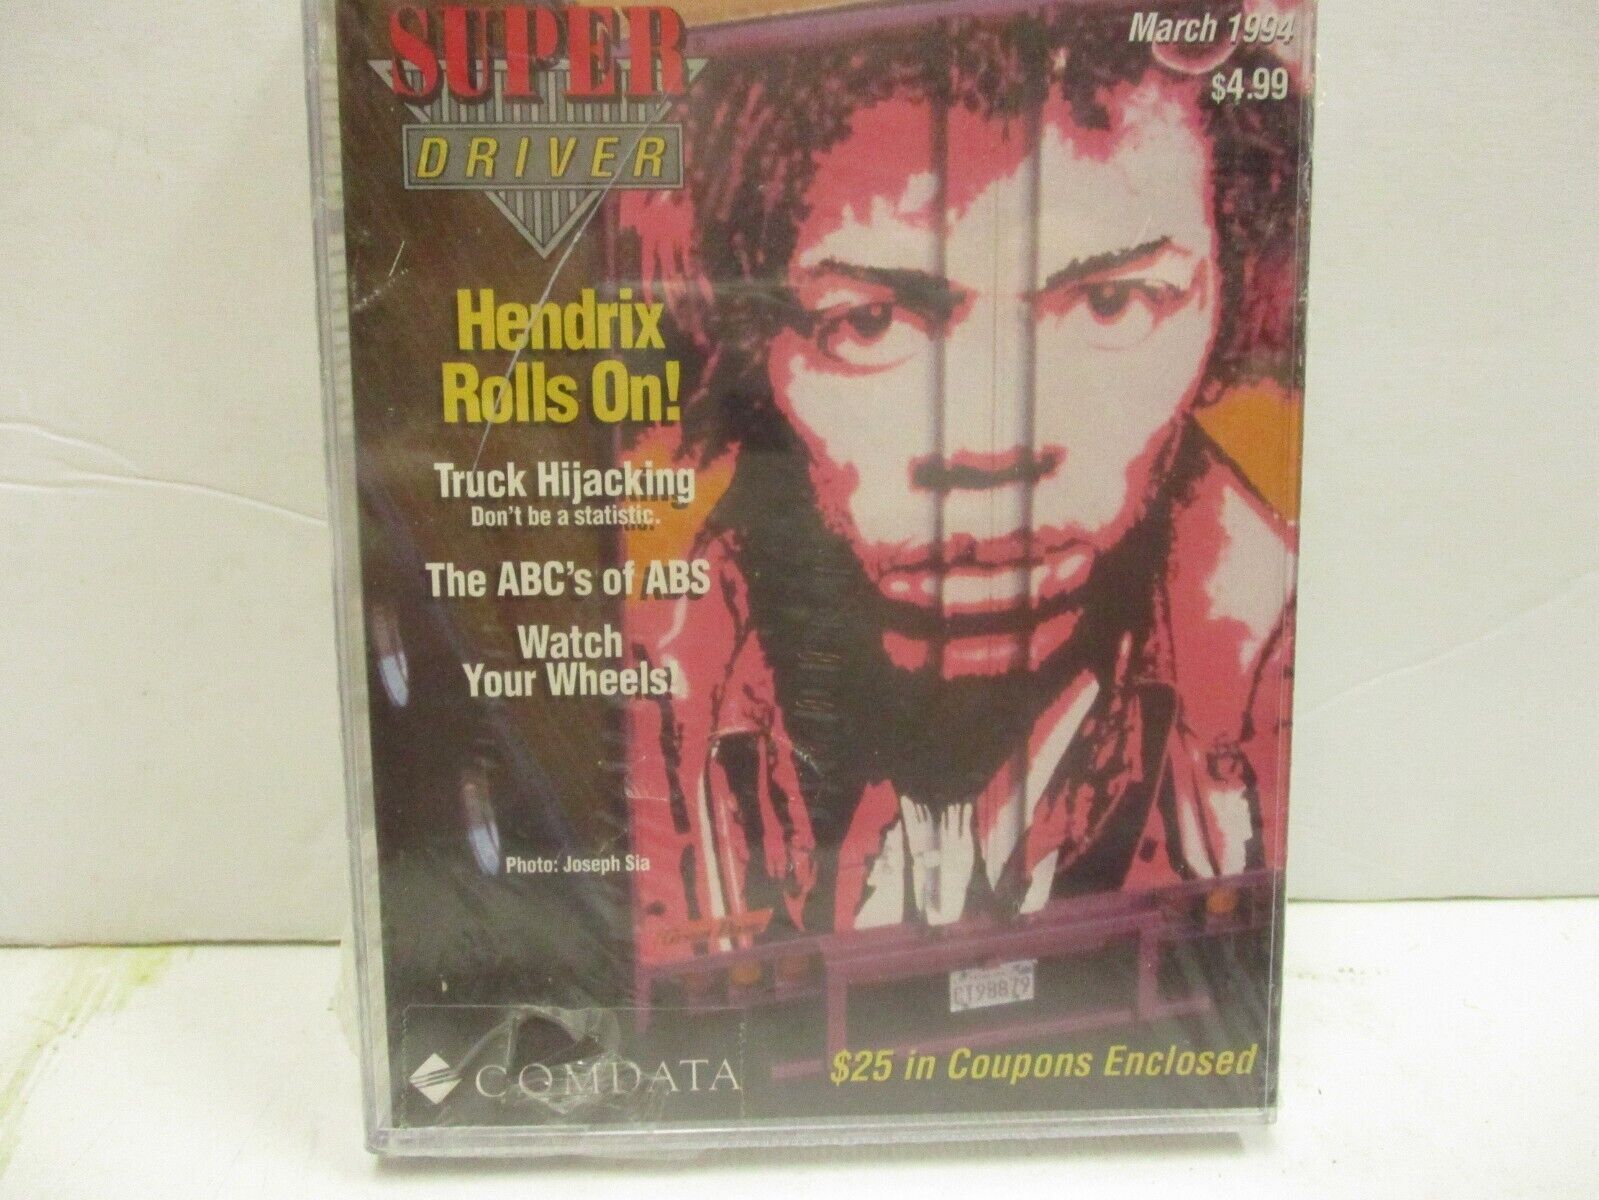 SUPER
DRIVER
March 1994
$4.99
Hendrix
Rolls On!
Truck Hijacking
Don't be a statistic.
The ABC's of ABS
Watch
Your Wheels!
Photo: Joseph Sia
COMDATA
$25 in Coupons Enclosed